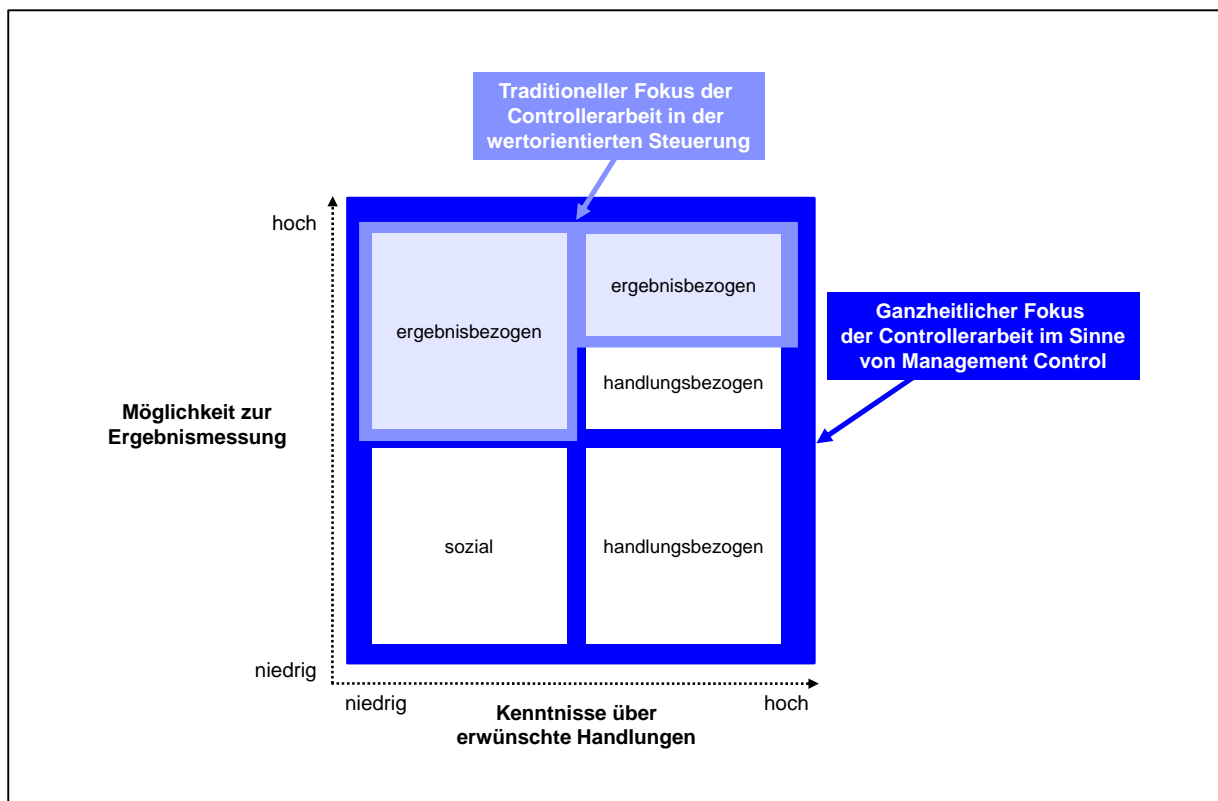 Traditioneller Fokus der
Controllerarbeit in der
wertorientierten Steuerung
hoch
ergebnisbezogen
ergebnisbezogen
Ganzheitlicher Fokus
der Controllerarbeit im Sinne
von Management Control
handlungsbezogen
Möglichkeit zur
Ergebnismessung
sozial
handlungsbezogen
niedrig
niedrig
hoch
Kenntnisse über
erwünschte Handlungen